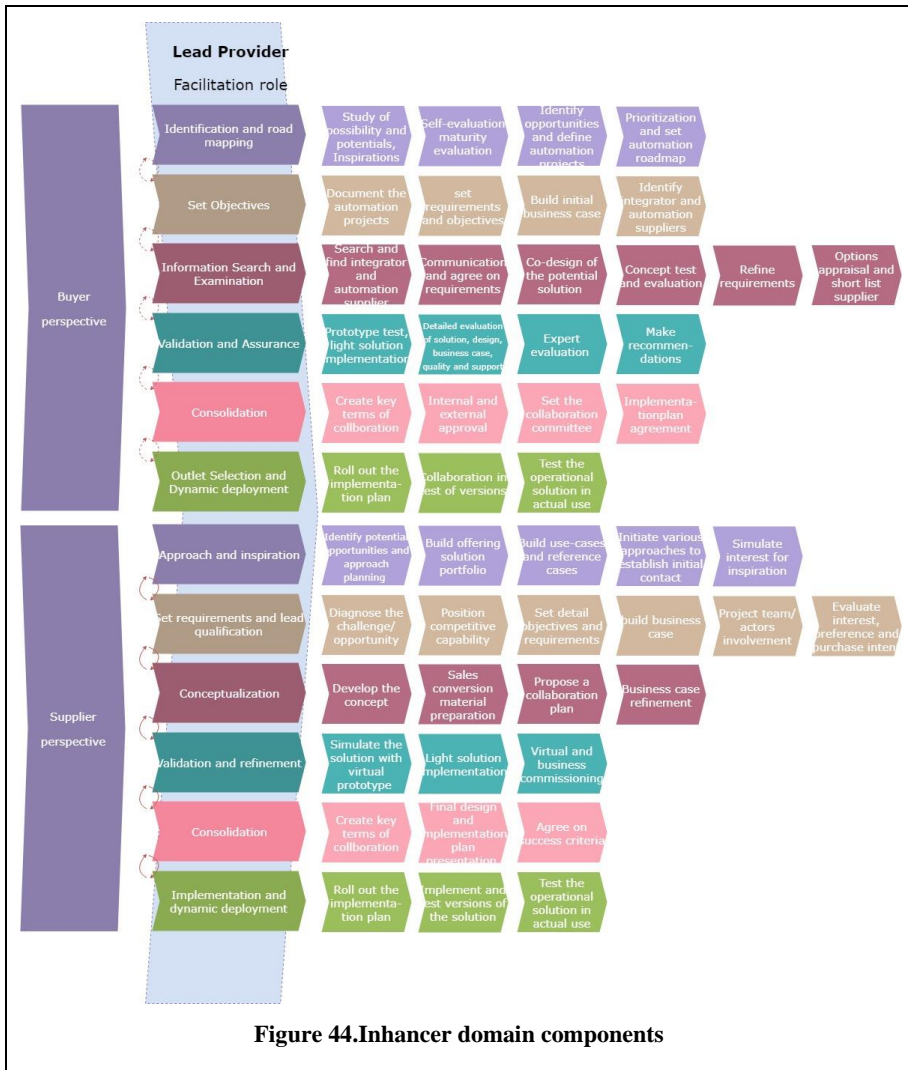 Lead Provider
Facilitation role
Buyer
perspective
Identification and road
mapping
Study of
possibility and
potentials,
Inspirations
Self-evaluation
maturity
evaluation
Identify
opportunities
and define
automation
projects
Prioritization
and set
automation
roadmap
Set Objectives
Document the
automation
projects
set
requirements
and objectives
Build initial
business case
Identify
integrator and
automation
suppliers
Information Search and
Examination
Search and
find integrator
and
automation
supplier
Communication
and agree on
requirements
Co-design of
the potential
solution
Concept test
and evaluation
Refine
requirements
Options
appraisal and
short list
supplier
Validation and Assurance
Prototype test,
light solution
implementation
Detailed evaluation
of solution, design,
business case,
quality and support
Expert
evaluation
Make
recommen-
dations
Consolidation
Create key
terms of
collboration
Internal and
external
approval
Set the
collaboration
committee
Implementa-
tionplan
agreement
Outlet Selection and
Dynamic deployment
Roll out the
implementa-
tion plan
Collaboration in
test of versions
Test the
operational
solution in
actual use
Supplier
perspective
Approach and inspiration
Identify potential
opportunities and
approach
planning
Build offering
solution
portfolio
Build use-cases
and reference
cases
Initiate various
approaches to
establish initial
contact
Simulate
interest for
inspiration
Set requirements and lead
qualification
Diagnose the
challenge/
opportunity
Position
competitive
capability
Set detail
objectives and
requirements
build business
case
Project team/
actors
involvement
Evaluate
interest,
preference and
purchase inten
Conceptualization
Develop the
concept
Sales
conversion
material
preparation
Propose a
collaboration
plan
Business case
refinement
Validation and refinement
Simulate the
solution with
virtual
prototype
Light solution
implementation
Virtual and
business
commissioning
Consolidation
Create key
terms of
collboration
Final design
and
implementation
plan
presentation
Agree on
success criteria
Implementation and
dynamic deployment
Roll out the
implementa-
tion plan
Implement and
test versions of
the solution
Test the
operational
solution in
actual use
Figure 44.Inhancer domain components